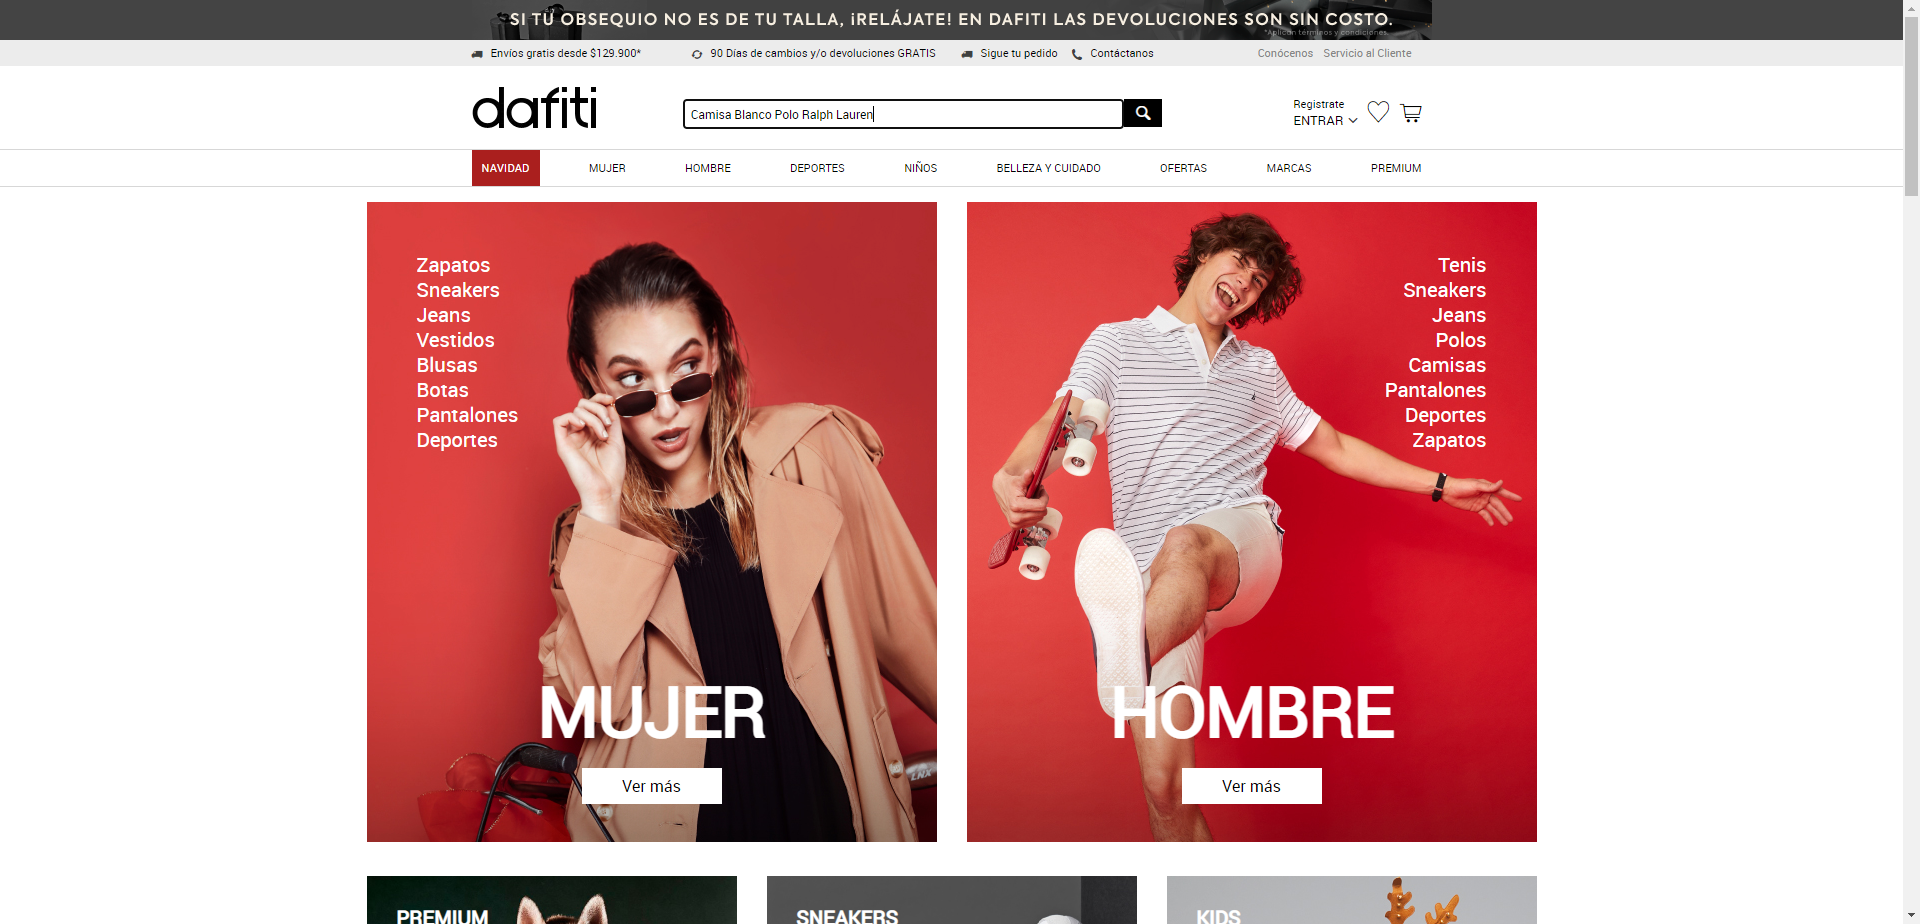 SI TÚ OBSEQUIO NO ES DE TU TALLA, ¡RELÁJATE! EN DAFITI LAS DEVOLUCIONES SON SIN COSTO.
*Aplican términos y condiciones.
Envíos gratis desde $129.900*
90 Días de cambios y/o devoluciones GRATIS
Sigue tu pedido
Contáctanos
Conócenos
Servicio al Cliente
dafiti
Camisa Blanco Polo Ralph Lauren
Registrate
ENTRAR
NAVIDAD
MUJER
HOMBRE
DEPORTES
NIÑOS
BELLEZA Y CUIDADO
OFERTAS
MARCAS
PREMIUM
Zapatos
Sneakers
Jeans
Vestidos
Blusas
Botas
Pantalones
Deportes
MUJER
Ver más
Tenis
Sneakers
Jeans
Polos
Camisas
Pantalones
Deportes
Zapatos
HOMBRE
Ver más
PREMIUM
SNEAKERS
KIDS